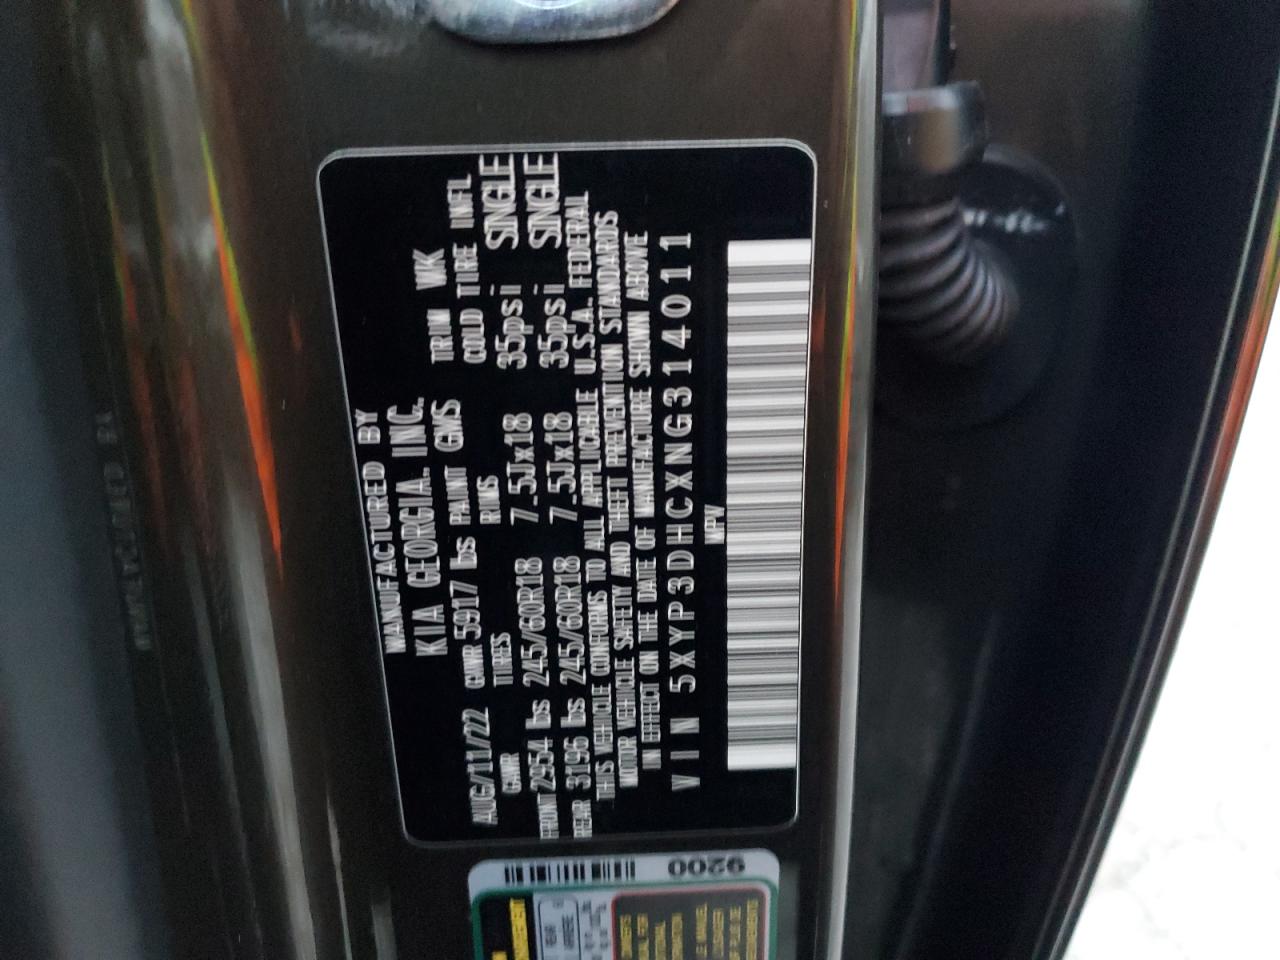 MANUFACTURED BY
KIA GEORGIA. INC. TRIM WK
AUG/11/22 GVWR 5917 lbs PAINT GWS COLD TIRE INFL
GAWR TIRES RIMS
FRONT 2954 lbs 245/60R18 7.5Jx18 35psi SINGLE
REAR 3196 lbs 245/60R18 7.5Jx18 35psi SINGLE
THIS VEHICLE CONFORMS TO ALL APPLICABLE U.S.A. FEDERAL
MOTOR VEHICLE SAFETY AND THEFT PREVENTION STANDARDS
IN EFFECT ON THE DATE OF MANUFACTURE SHOWN ABOVE
VIN 5XYP3DHCXNG314011
MPV
9200
REAR
ARRIERE